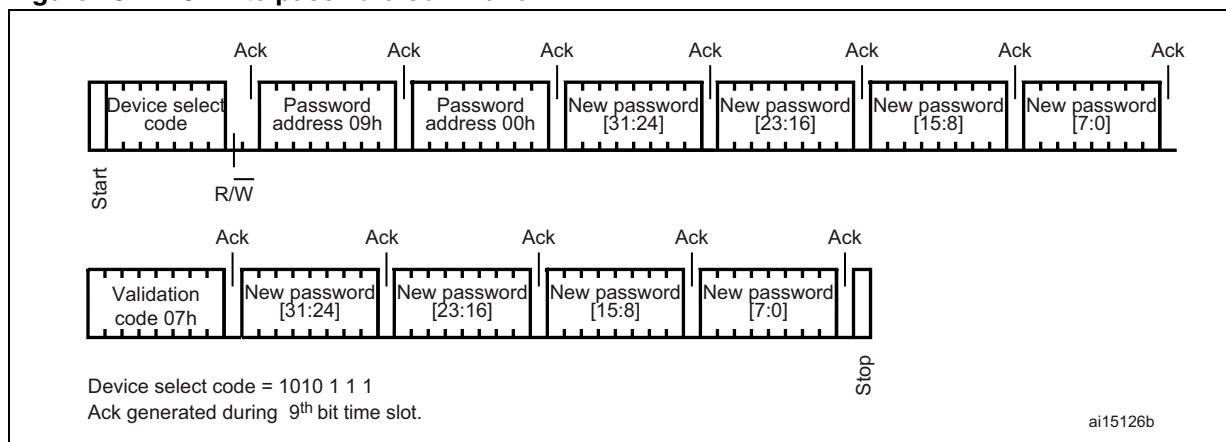 Ack Ack Ack Ack Ack Ack Ack
Device select
code
Password
address 09h
Password
address 00h
New password
[31:24]
New password
[23:16]
New password
[15:8]
New password
[7:0]
Start
R/W
Ack Ack Ack Ack Ack
Validation
code 07h
New password
[31:24]
New password
[23:16]
New password
[15:8]
New password
[7:0]
Stop
Device select code = 1010 1 1 1
Ack generated during 9th bit time slot.
ai15126b